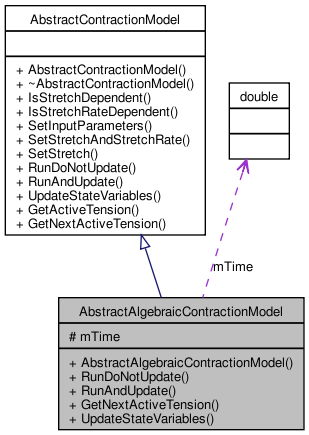 AbstractContractionModel
+ AbstractContractionModel()
+ ~AbstractContractionModel()
+ IsStretchDependent()
+ IsStretchRateDependent()
+ SetInputParameters()
+ SetStretchAndStretchRate()
+ SetStretch()
+ RunDoNotUpdate()
+ RunAndUpdate()
+ UpdateStateVariables()
+ GetActiveTension()
+ GetNextActiveTension()
double
mTime
AbstractAlgebraicContractionModel
# mTime
+ AbstractAlgebraicContractionModel()
+ RunDoNotUpdate()
+ RunAndUpdate()
+ GetNextActiveTension()
+ UpdateStateVariables()